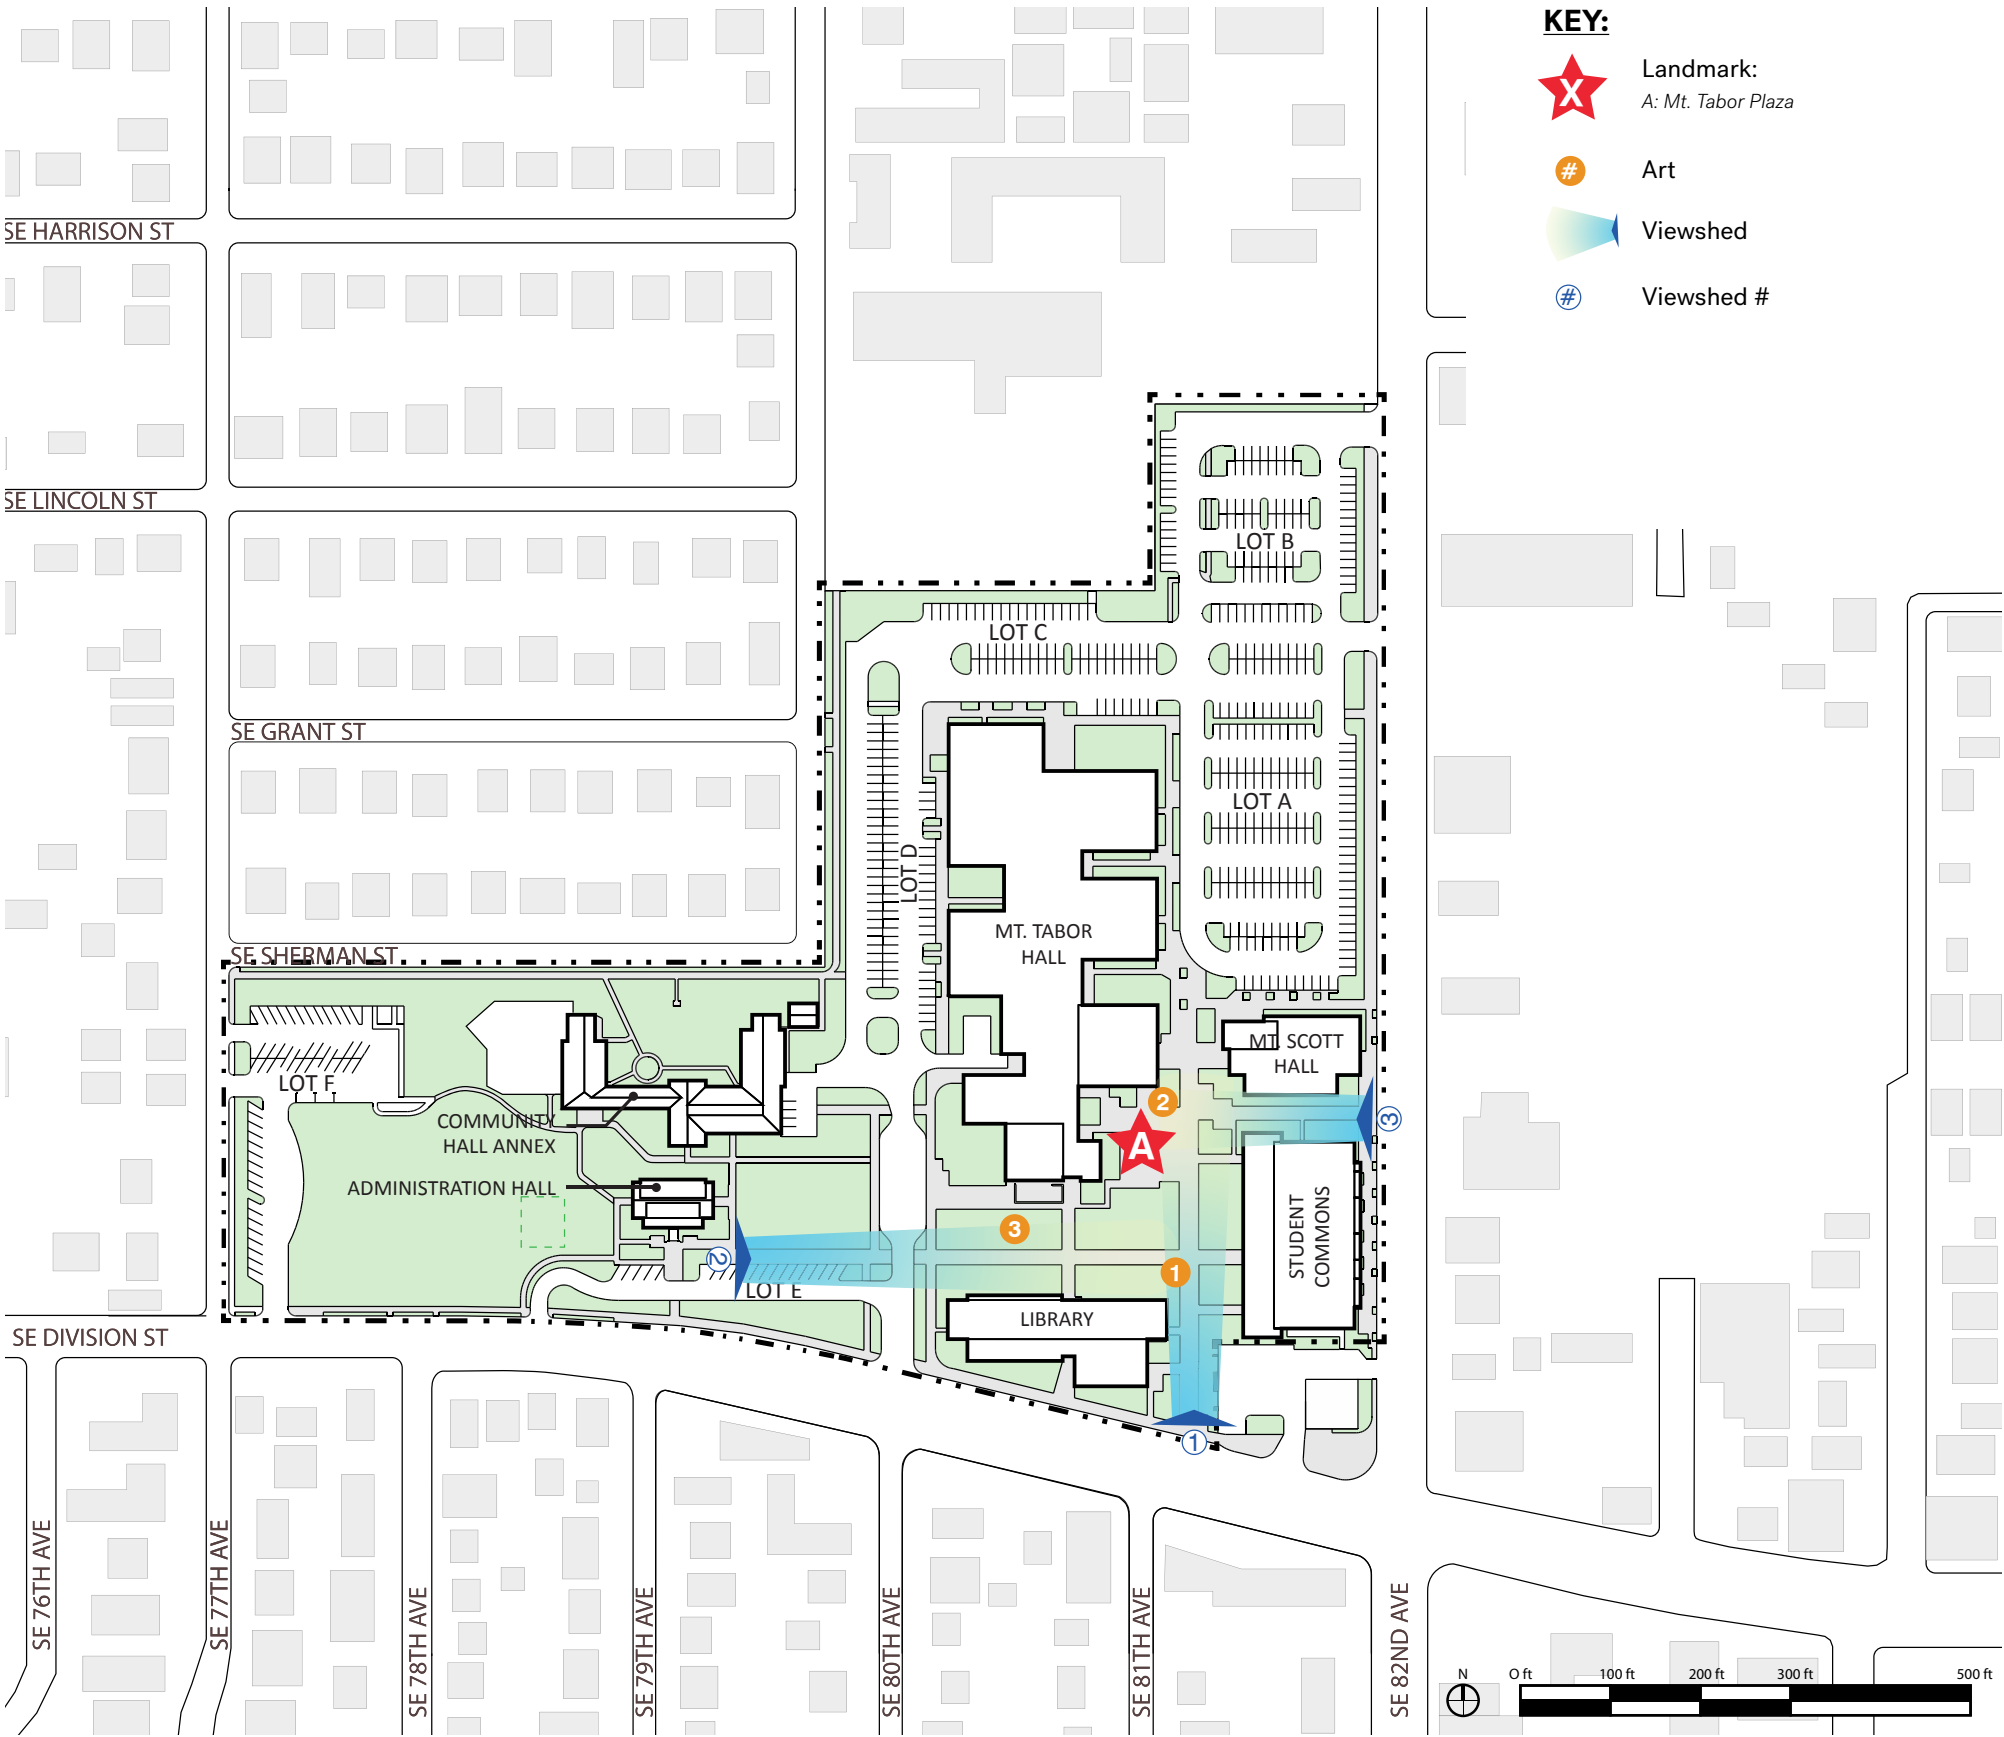 KEY:
X
Landmark:
A: Mt. Tabor Plaza
#
Art
Viewshed
#
Viewshed #
SE HARRISON ST
SE LINCOLN ST
SE GRANT ST
SE SHERMAN ST
SE DIVISION ST
LOT B
LOT C
LOT A
LOT D
MT. TABOR
HALL
MT. SCOTT
HALL
LOT F
COMMUNITY
HALL ANNEX
ADMINISTRATION HALL
2
A
3
3
1
2
LOT E
LIBRARY
STUDENT
COMMONS
1
SE 76TH AVE
SE 77TH AVE
SE 78TH AVE
SE 79TH AVE
SE 80TH AVE
SE 81TH AVE
SE 82ND AVE
N
O ft
100 ft
200 ft
300 ft
500 ft